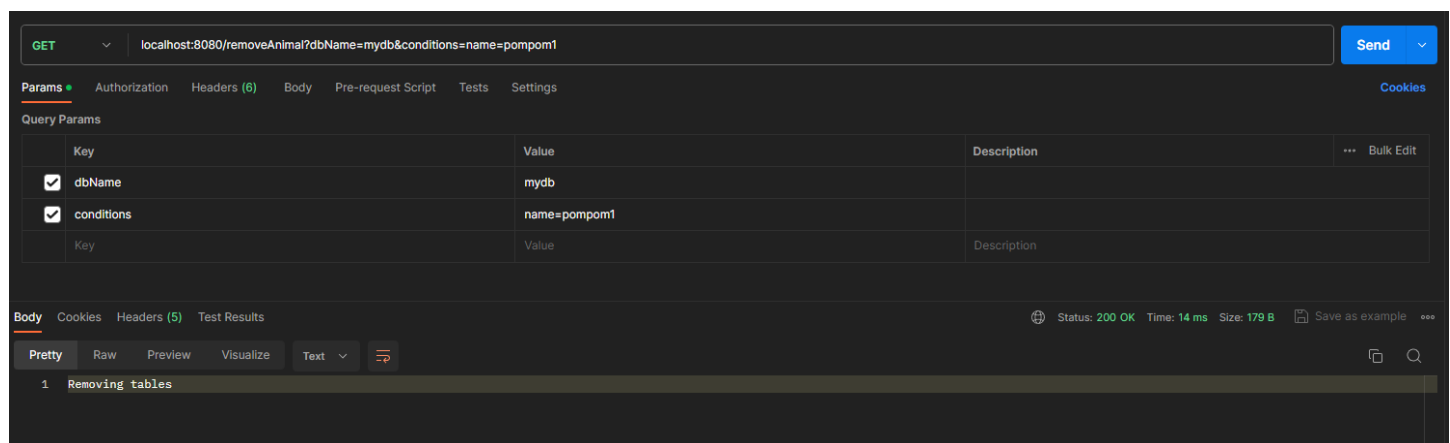 GET localhost:8080/removeAnimal?dbName=mydb&conditions=name=pompom1 Send
Params Authorization Headers (6) Body Pre-request Script Tests Settings Cookies
Query Params
Key Value Description Bulk Edit
dbName mydb
conditions name=pompom1
Key Value Description
Body Cookies Headers (5) Test Results Status: 200 OK Time: 14 ms Size: 179 B Save as example
Pretty Raw Preview Visualize Text
1 Removing tables